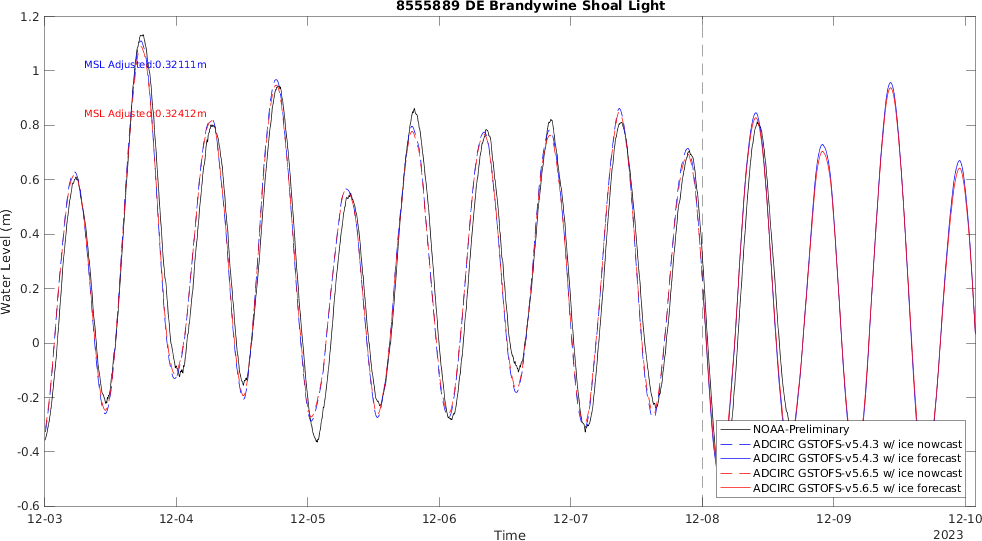 8555889 DE Brandywine Shoal Light
1.2
1
0.8
0.6
0.4
0.2
0
-0.2
-0.4
-0.6
Water Level (m)
MSL Adjusted:0.32111m
MSL Adjusted:0.32412m
NOAA-Preliminary
ADCIRC GSTOFS-v5.4.3 w/ ice nowcast
ADCIRC GSTOFS-v5.4.3 w/ ice forecast
ADCIRC GSTOFS-v5.6.5 w/ ice nowcast
ADCIRC GSTOFS-v5.6.5 w/ ice forecast
12-03 12-04 12-05 12-06 12-07 12-08 12-09 12-10
Time
2023